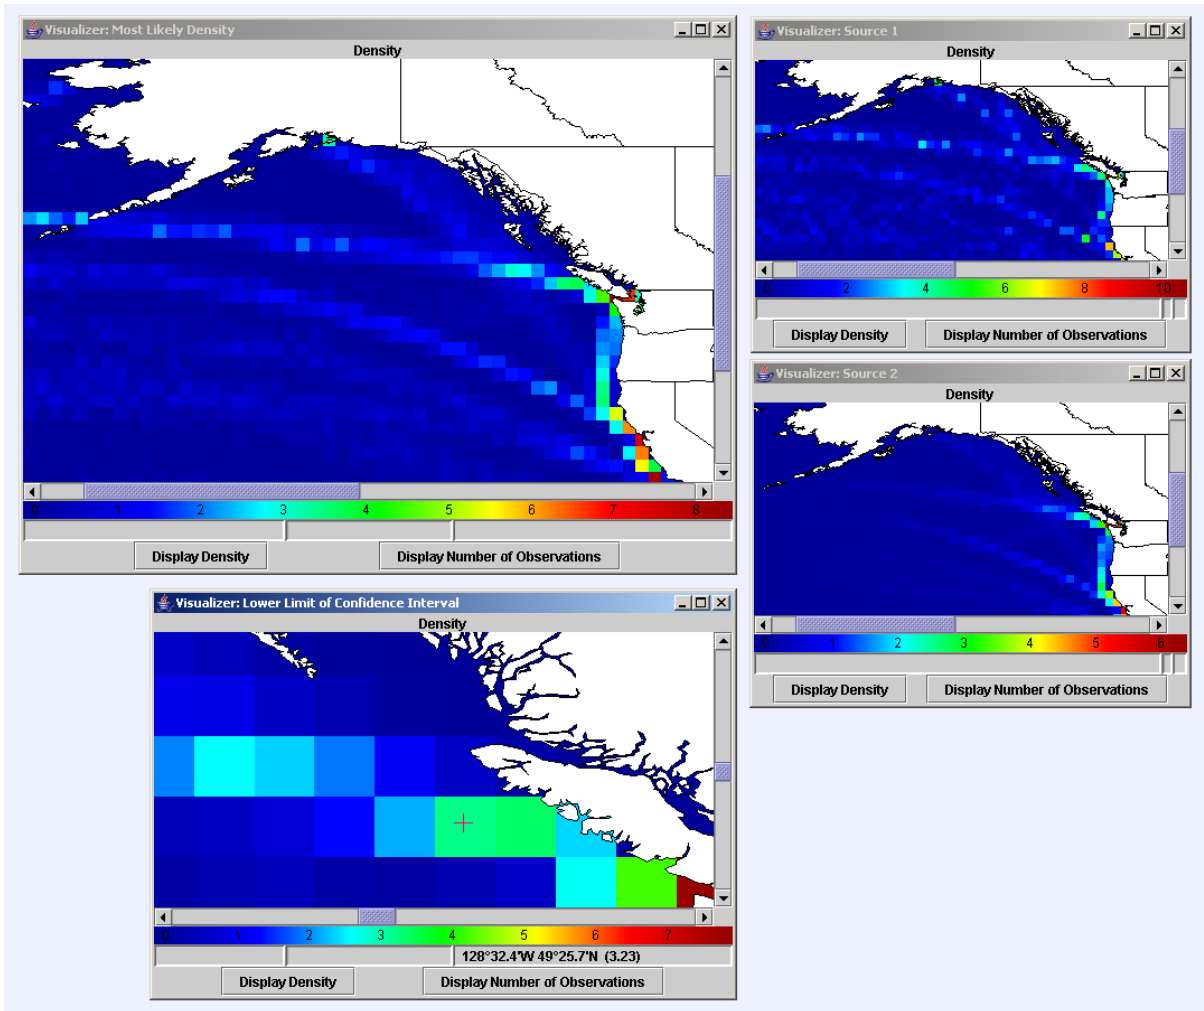 Visualizer: Most Likely Density
Density
0 1 2 3 4 5 6 7 8
Display Density Display Number of Observations
Visualizer: Source 1
Density
0 2 4 6 8 10
Display Density Display Number of Observations
Visualizer: Source 2
Density
0 1 2 3 4 5 6
Display Density Display Number of Observations
Visualizer: Lower Limit of Confidence Interval
Density
0 1 2 3 4 5 6 7
128°32.4'W 49°25.7'N (3.23)
Display Density Display Number of Observations